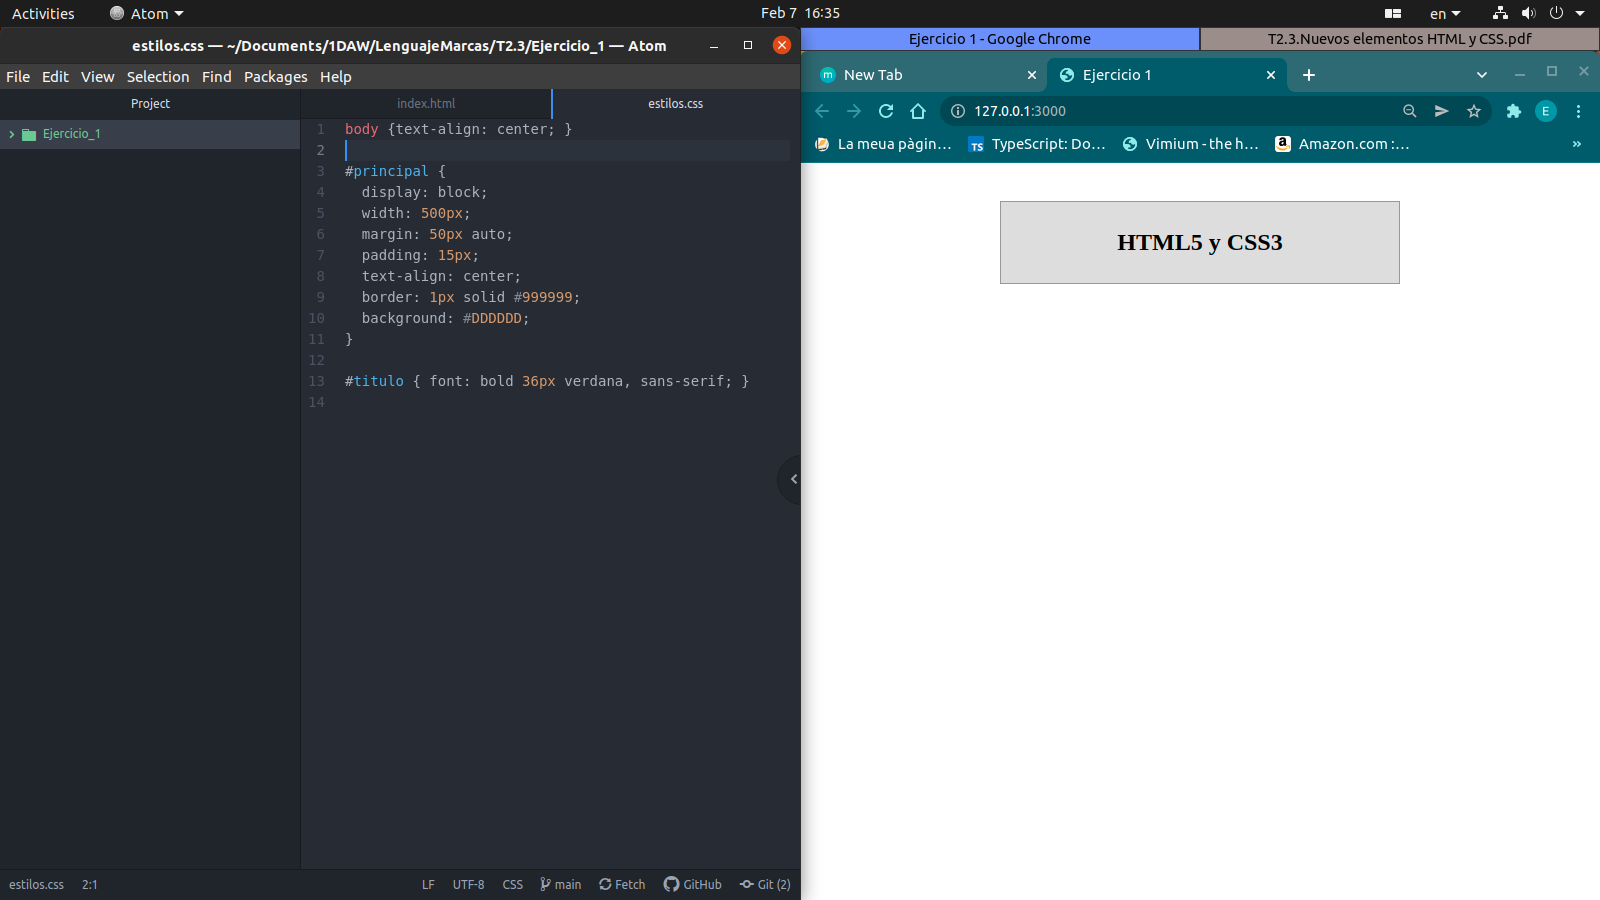 Activities Atom Feb 7 16:35 en
estilos.css — ~/Documents/1DAW/LenguajeMarcas/T2.3/Ejercicio_1 — Atom
File Edit View Selection Find Packages Help
Project
Ejercicio_1
index.html estilos.css
1 body {text-align: center; }
2
3 #principal {
4 display: block;
5 width: 500px;
6 margin: 50px auto;
7 padding: 15px;
8 text-align: center;
9 border: 1px solid #999999;
10 background: #DDDDDD;
11 }
12
13 #titulo { font: bold 36px verdana, sans-serif; }
14
estilos.css 2:1 LF UTF-8 CSS main Fetch GitHub Git (2)
Ejercicio 1 - Google Chrome T2.3.Nuevos elementos HTML y CSS.pdf
m New Tab Ejercicio 1
127.0.0.1:3000 E
La meua pàgin… TS TypeScript: Do… Vimium - the h… a Amazon.com :… »
HTML5 y CSS3